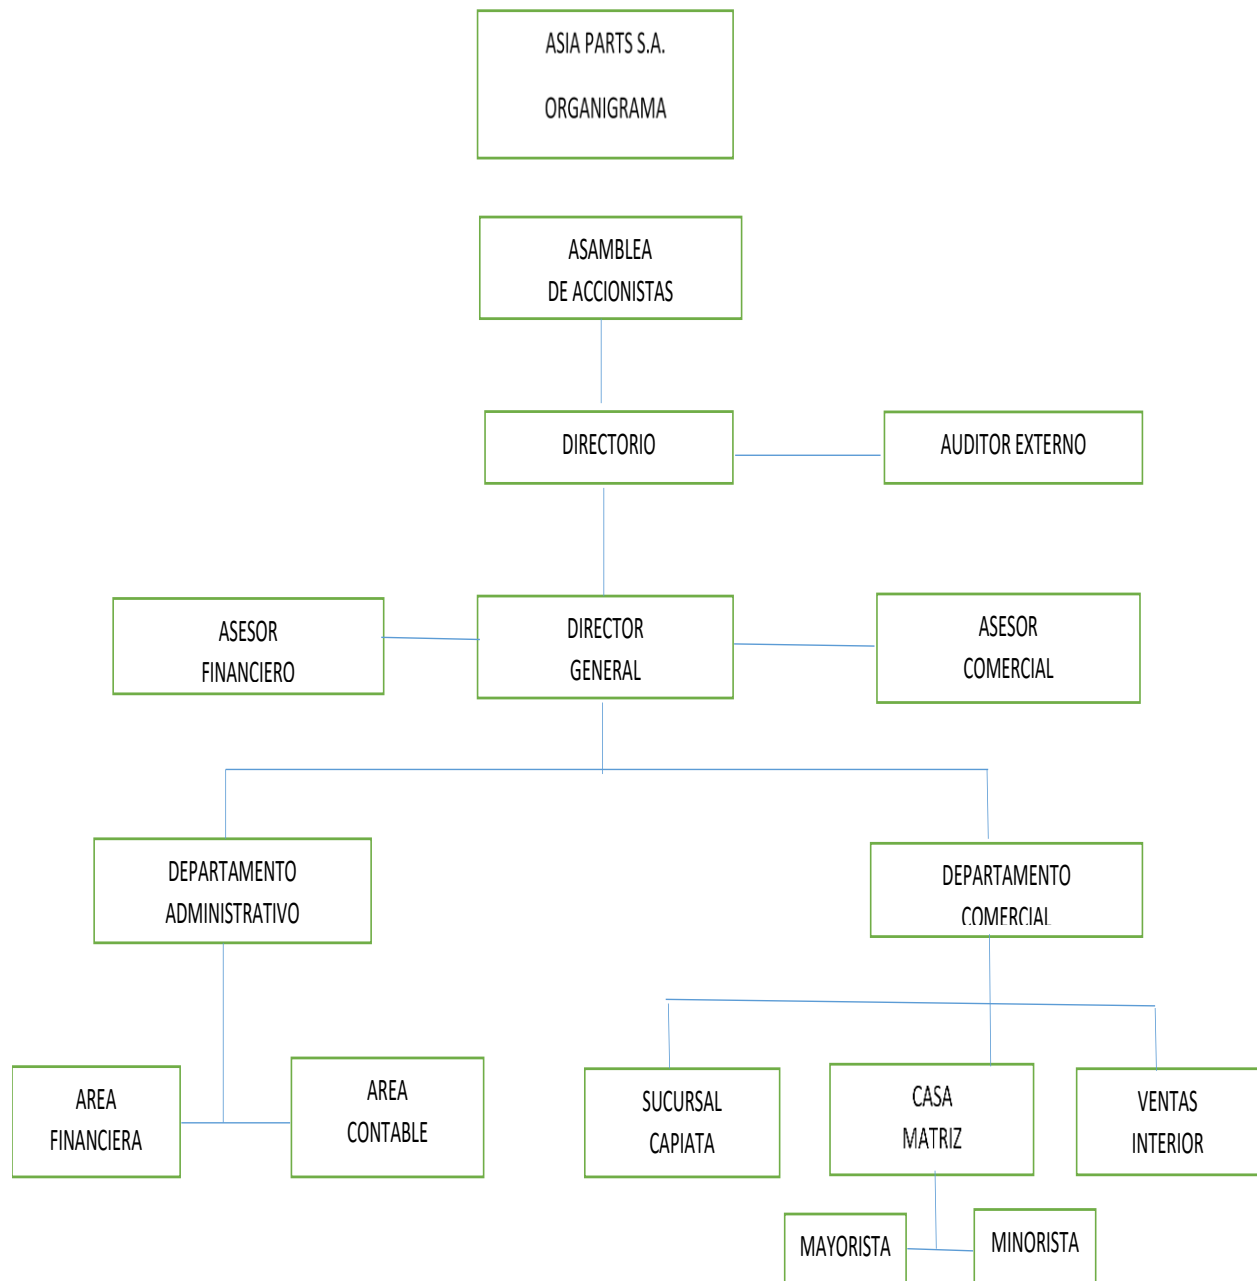 ASIA PARTS S.A.
ORGANIGRAMA
ASAMBLEA
DE ACCIONISTAS
DIRECTORIO
AUDITOR EXTERNO
ASESOR
FINANCIERO
DIRECTOR
GENERAL
ASESOR
COMERCIAL
DEPARTAMENTO
ADMINISTRATIVO
DEPARTAMENTO
COMERCIAL
AREA
FINANCIERA
AREA
CONTABLE
SUCURSAL
CAPIATA
CASA
MATRIZ
VENTAS
INTERIOR
MAYORISTA
MINORISTA